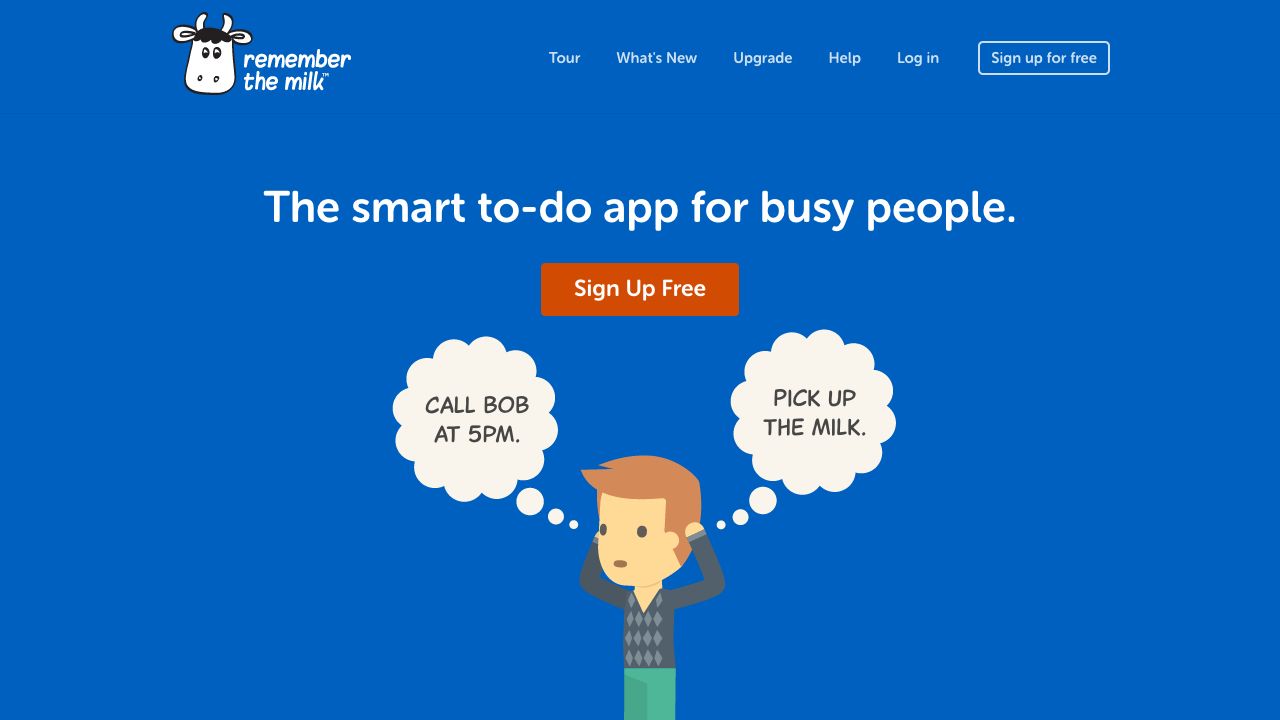 remember
the milk™
Tour
What's New
Upgrade
Help
Log in
Sign up for free
The smart to-do app for busy people.
Sign Up Free
CALL BOB
AT 5PM.
PICK UP
THE MILK.